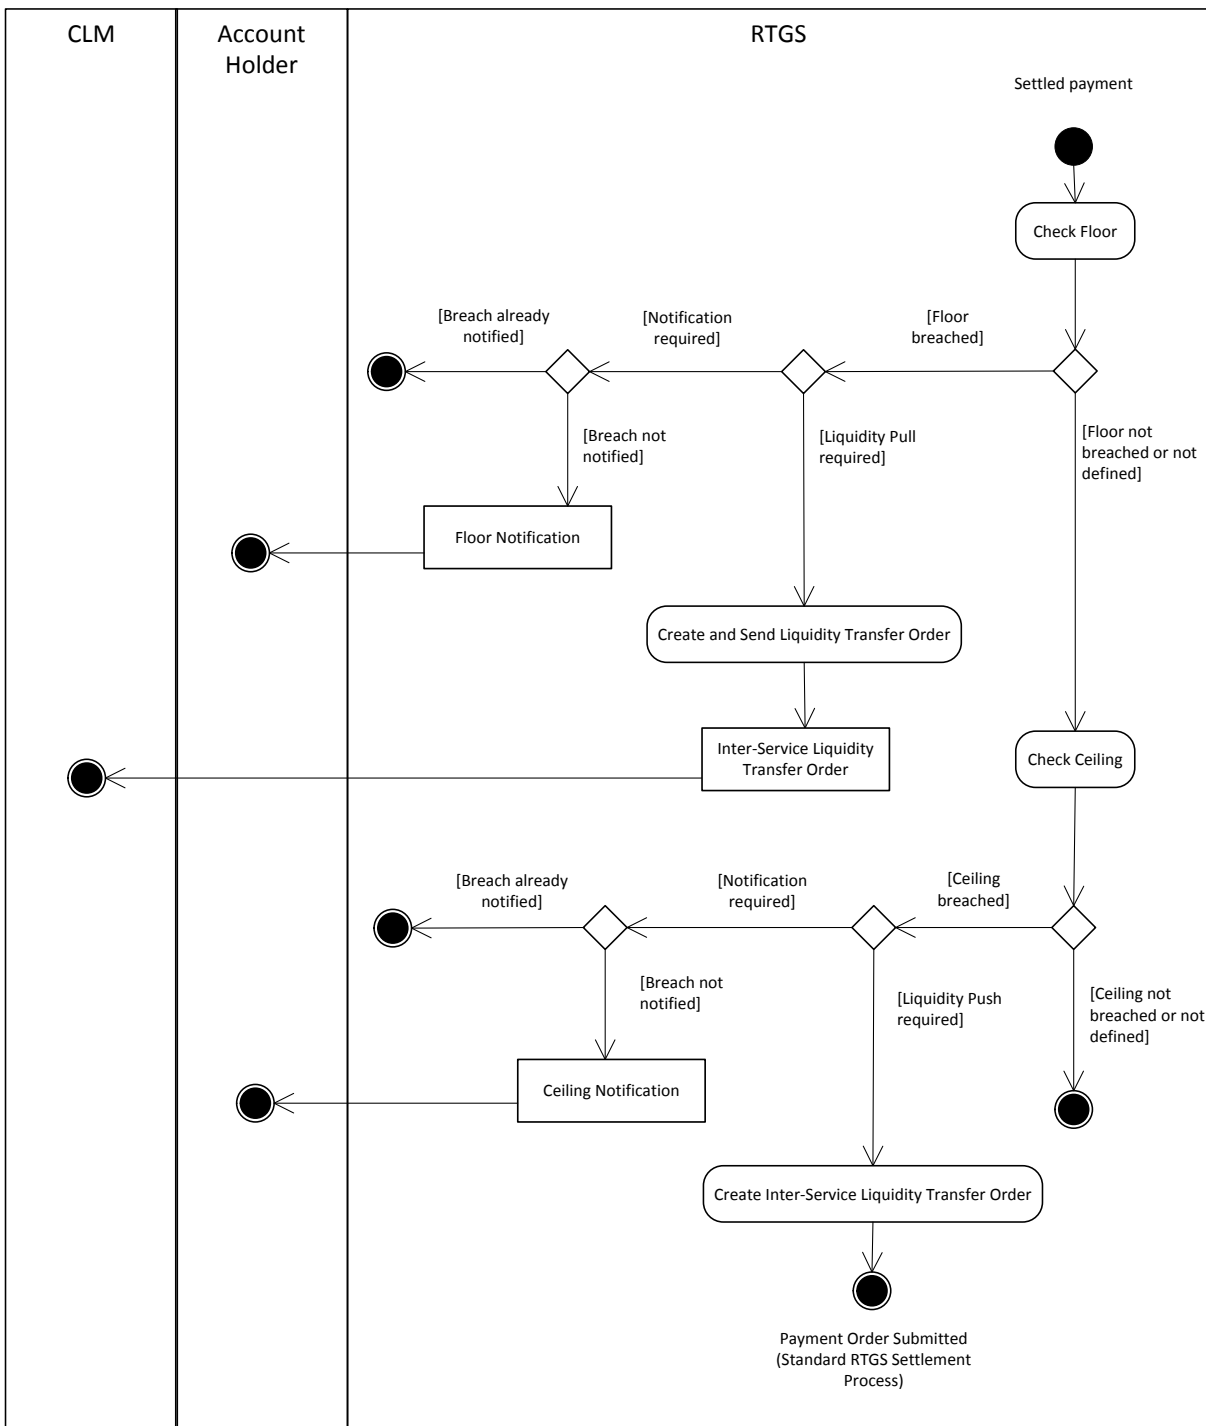 CLM
Account
Holder
RTGS
Settled payment
Check Floor
[Breach already
notified]
[Notification
required]
[Floor
breached]
[Breach not
notified]
[Liquidity Pull
required]
[Floor not
breached or not
defined]
Floor Notification
Create and Send Liquidity Transfer Order
Inter-Service Liquidity
Transfer Order
Check Ceiling
[Breach already
notified]
[Notification
required]
[Ceiling
breached]
[Breach not
notified]
[Liquidity Push
required]
[Ceiling not
breached or not
defined]
Ceiling Notification
Create Inter-Service Liquidity Transfer Order
Payment Order Submitted
(Standard RTGS Settlement
Process)